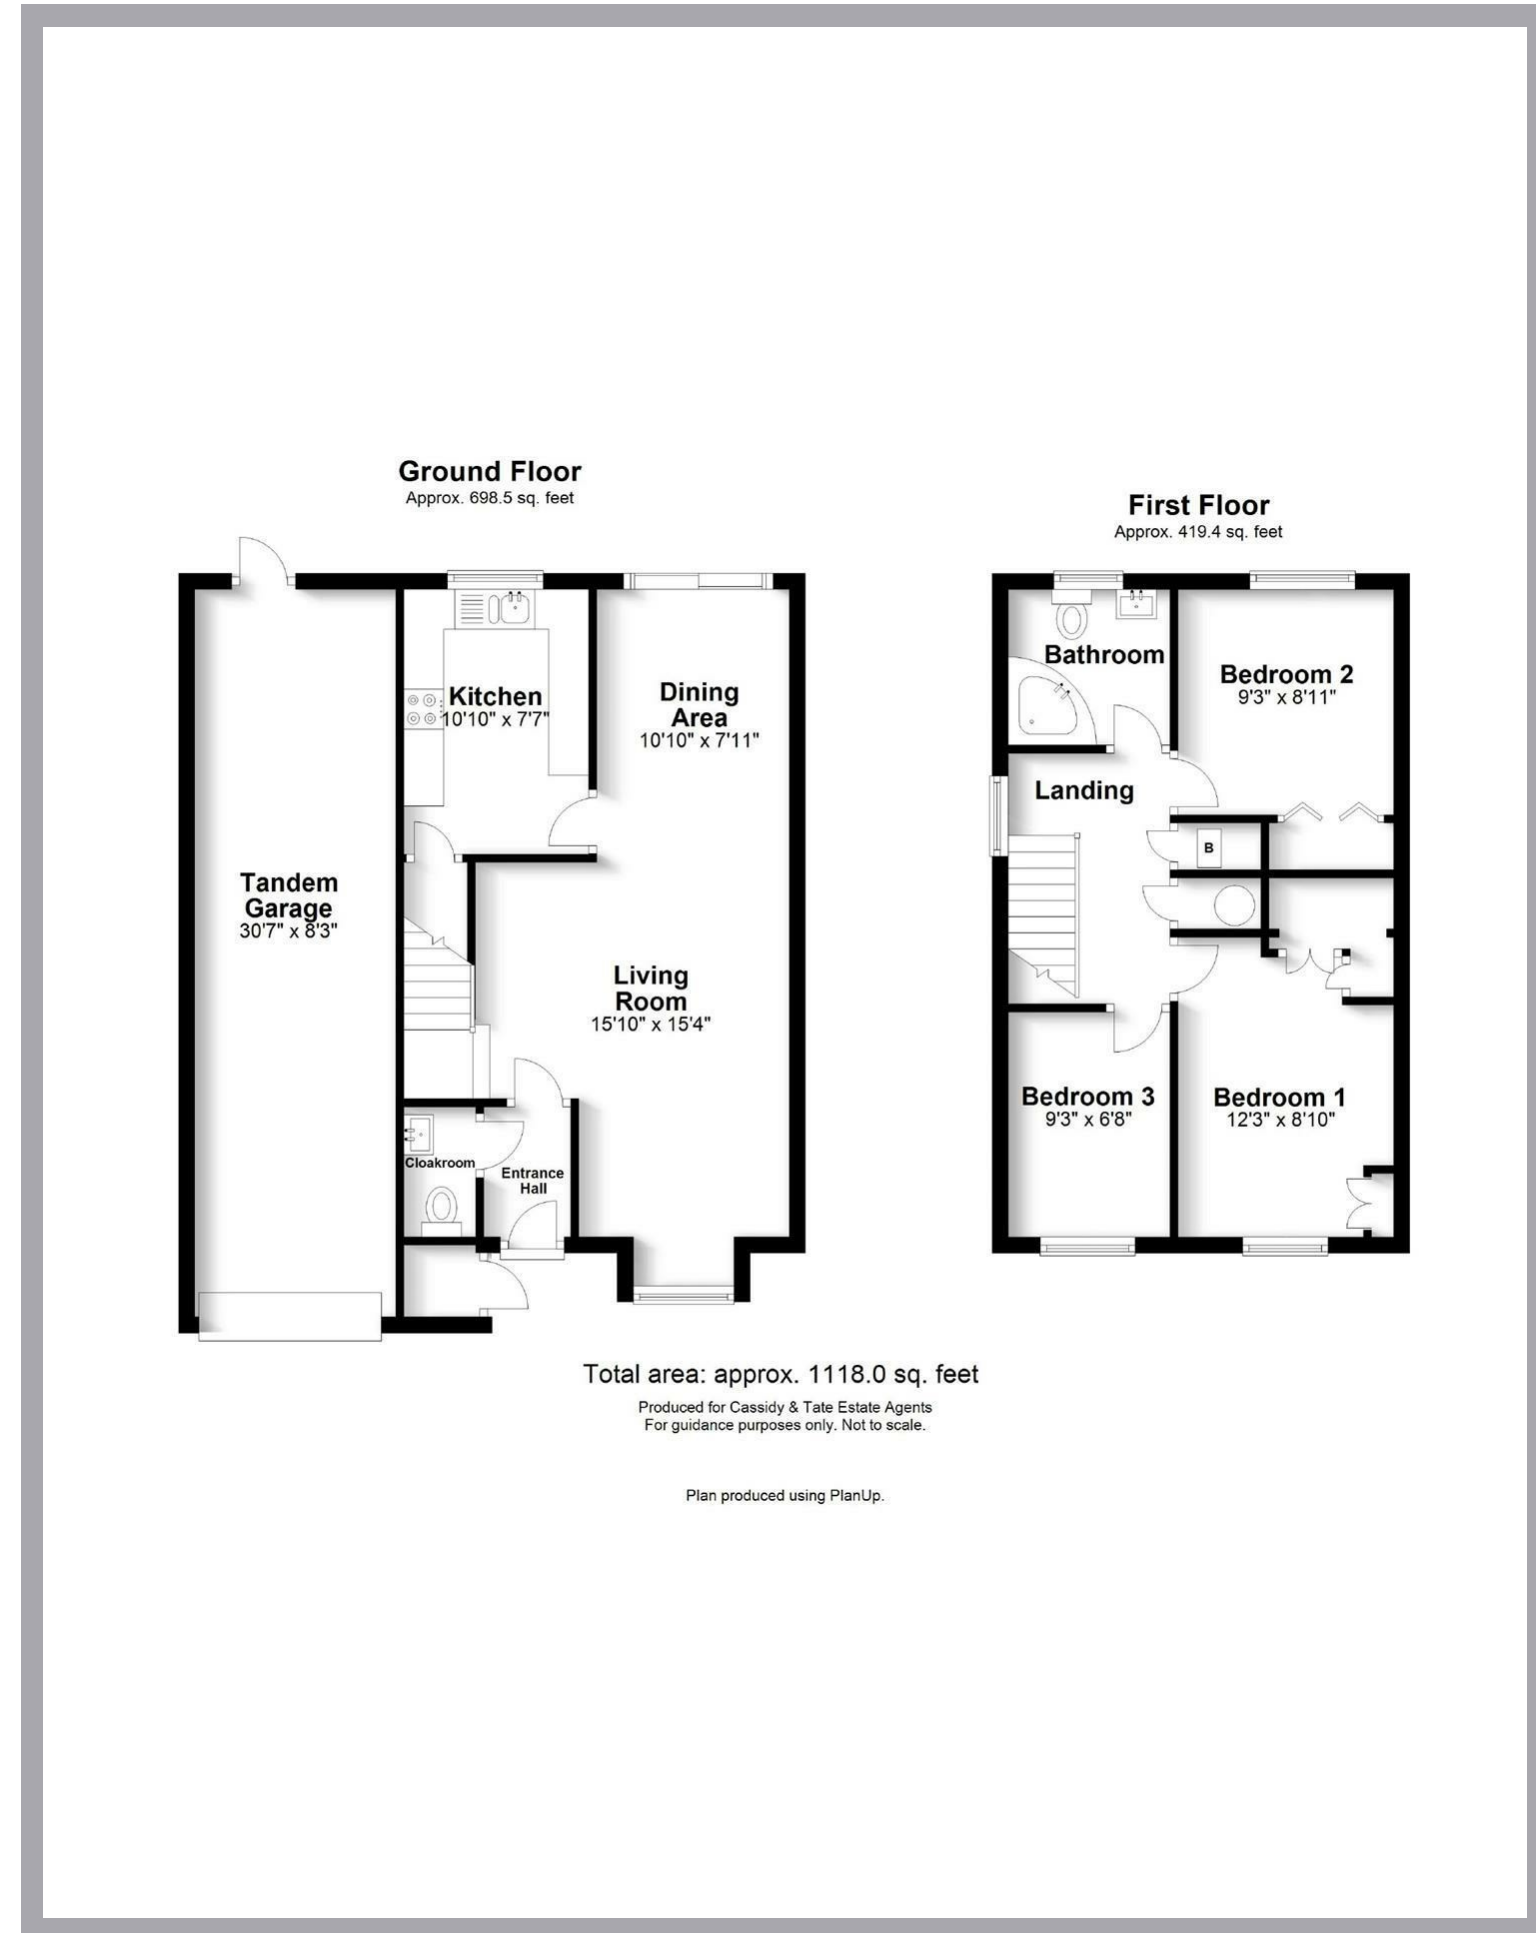 Ground Floor
Approx. 698.5 sq. feet
First Floor
Approx. 419.4 sq. feet
Kitchen
10'10" x 7'7"
Dining
Area
10'10" x 7'11"
Tandem
Garage
30'7" x 8'3"
Living
Room
15'10" x 15'4"
Cloakroom
Entrance
Hall
Bathroom
Bedroom 2
9'3" x 8'11"
Landing
B
Bedroom 3
9'3" x 6'8"
Bedroom 1
12'3" x 8'10"
Total area: approx. 1118.0 sq. feet
Produced for Cassidy & Tate Estate Agents
For guidance purposes only. Not to scale.
Plan produced using PlanUp.